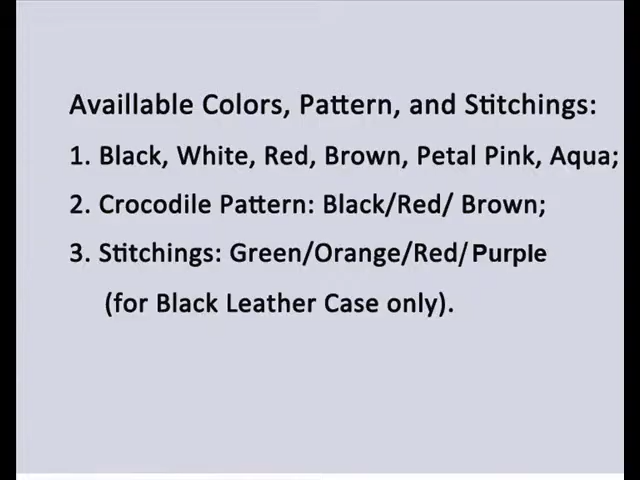 Availlable Colors, Pattern, and Stitchings:
1. Black, White, Red, Brown, Petal Pink, Aqua;
2. Crocodile Pattern: Black/Red/ Brown;
3. Stitchings: Green/Orange/Red/Purple
(for Black Leather Case only).